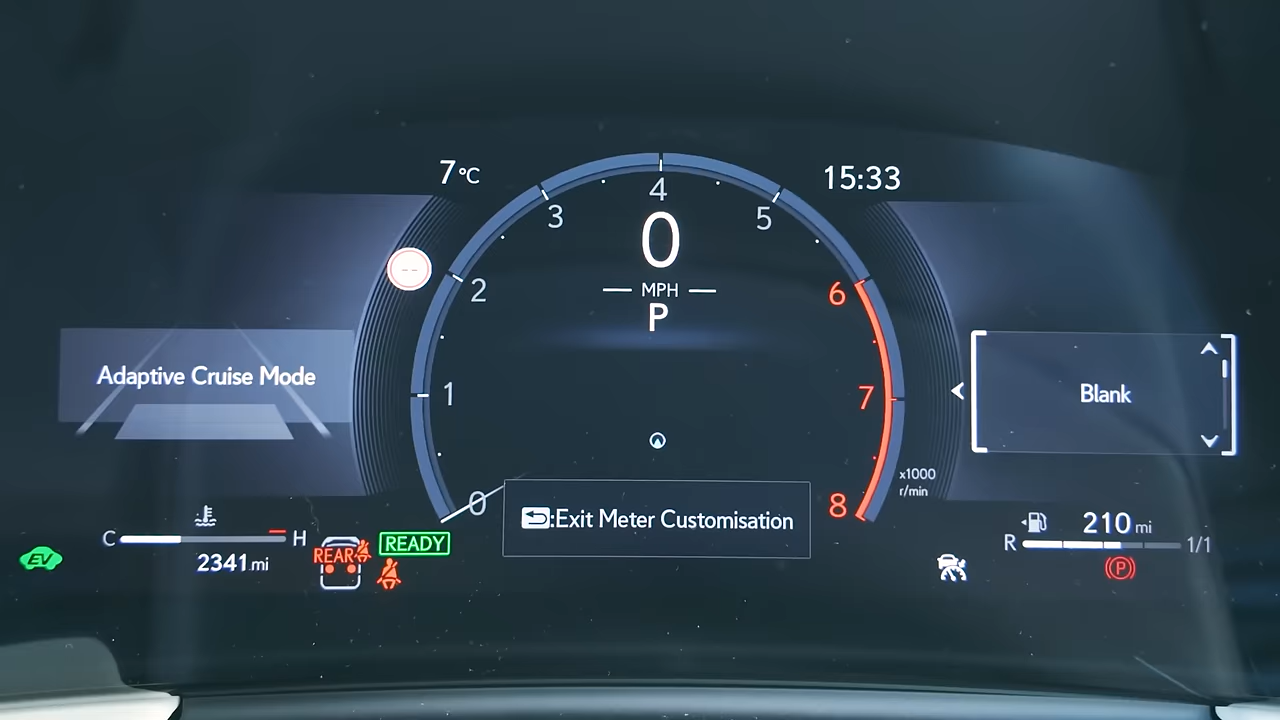 7°C
15:33
4
3
5
0
2
MPH
6
P
Adaptive Cruise Mode
1
7
Blank
x1000
r/min
0
8
:Exit Meter Customisation
C
H
2341 mi
EV
REAR
READY
210 mi
R
1/1
P